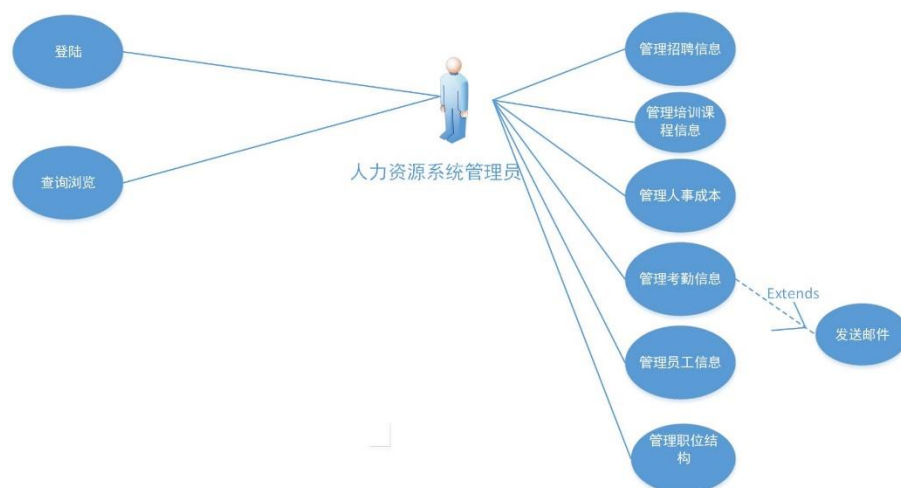 登陆
查询浏览
人力资源系统管理员
管理招聘信息
管理培训课
程信息
管理人事成本
管理考勤信息
Extends
发送邮件
管理员工信息
管理职位结
构